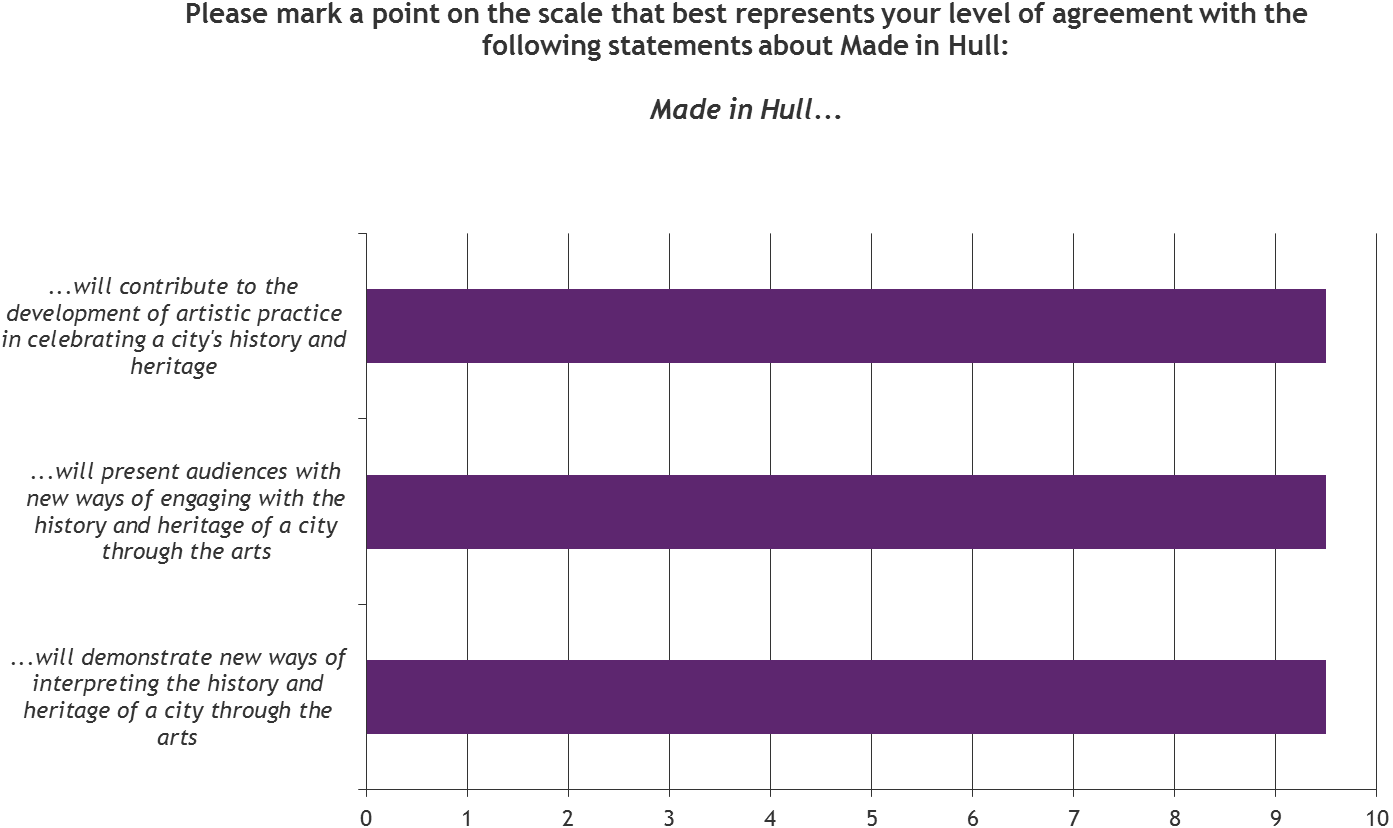 Please mark a point on the scale that best represents your level of agreement with the
following statements about Made in Hull:
Made in Hull...
...will contribute to the
development of artistic practice
in celebrating a city's history and
heritage
...will present audiences with
new ways of engaging with the
history and heritage of a city
through the arts
...will demonstrate new ways of
interpreting the history and
heritage of a city through the
arts
0 1 2 3 4 5 6 7 8 9 10